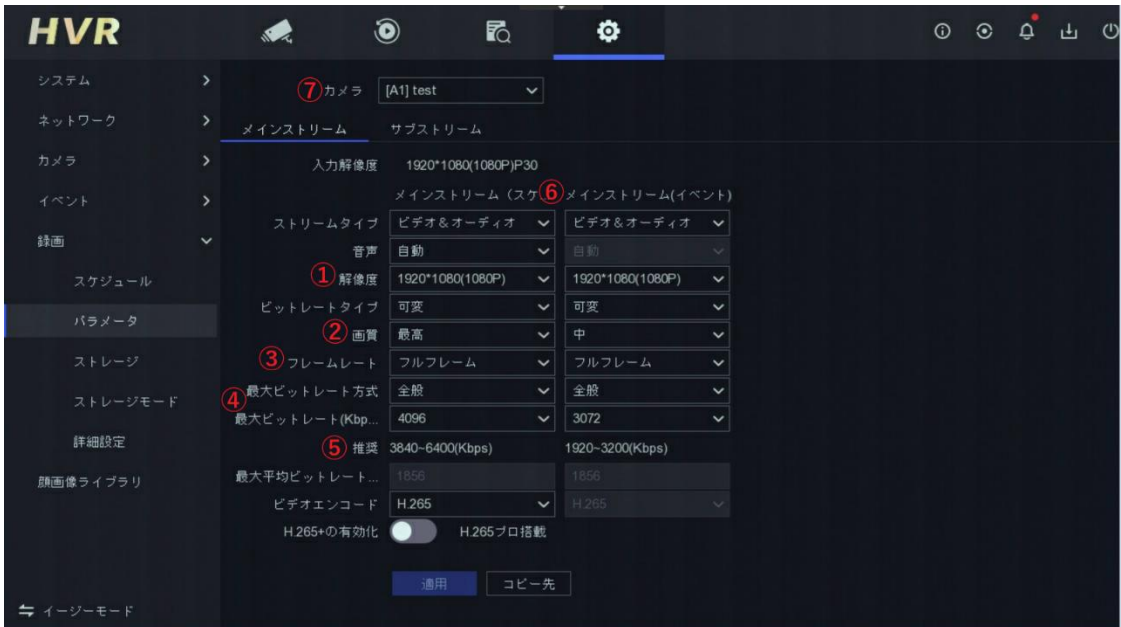 HVR
システム
ネットワーク
カメラ
イベント
録画
スケジュール
パラメータ
ストレージ
ストレージモード
詳細設定
顔画像ライブラリ
イージーモード
⑦カメラ [A1] test
メインストリーム サブストリーム
入力解像度 1920*1080(1080P)P30
メインストリーム（スケ... ⑥メインストリーム(イベント)
ストリームタイプ ビデオ＆オーディオ ビデオ＆オーディオ
音声 自動 自動
①解像度 1920*1080(1080P) 1920*1080(1080P)
ビットレートタイプ 可変 可変
②画質 最高 中
③フレームレート フルフレーム フルフレーム
④最大ビットレート方式 全般 全般
最大ビットレート(Kbp... 4096 3072
⑤推奨 3840~6400(Kbps) 1920~3200(Kbps)
最大平均ビットレート... 1856 1856
ビデオエンコード H.265 H.265
H.265+の有効化 H.265プロ搭載
適用 コピー先